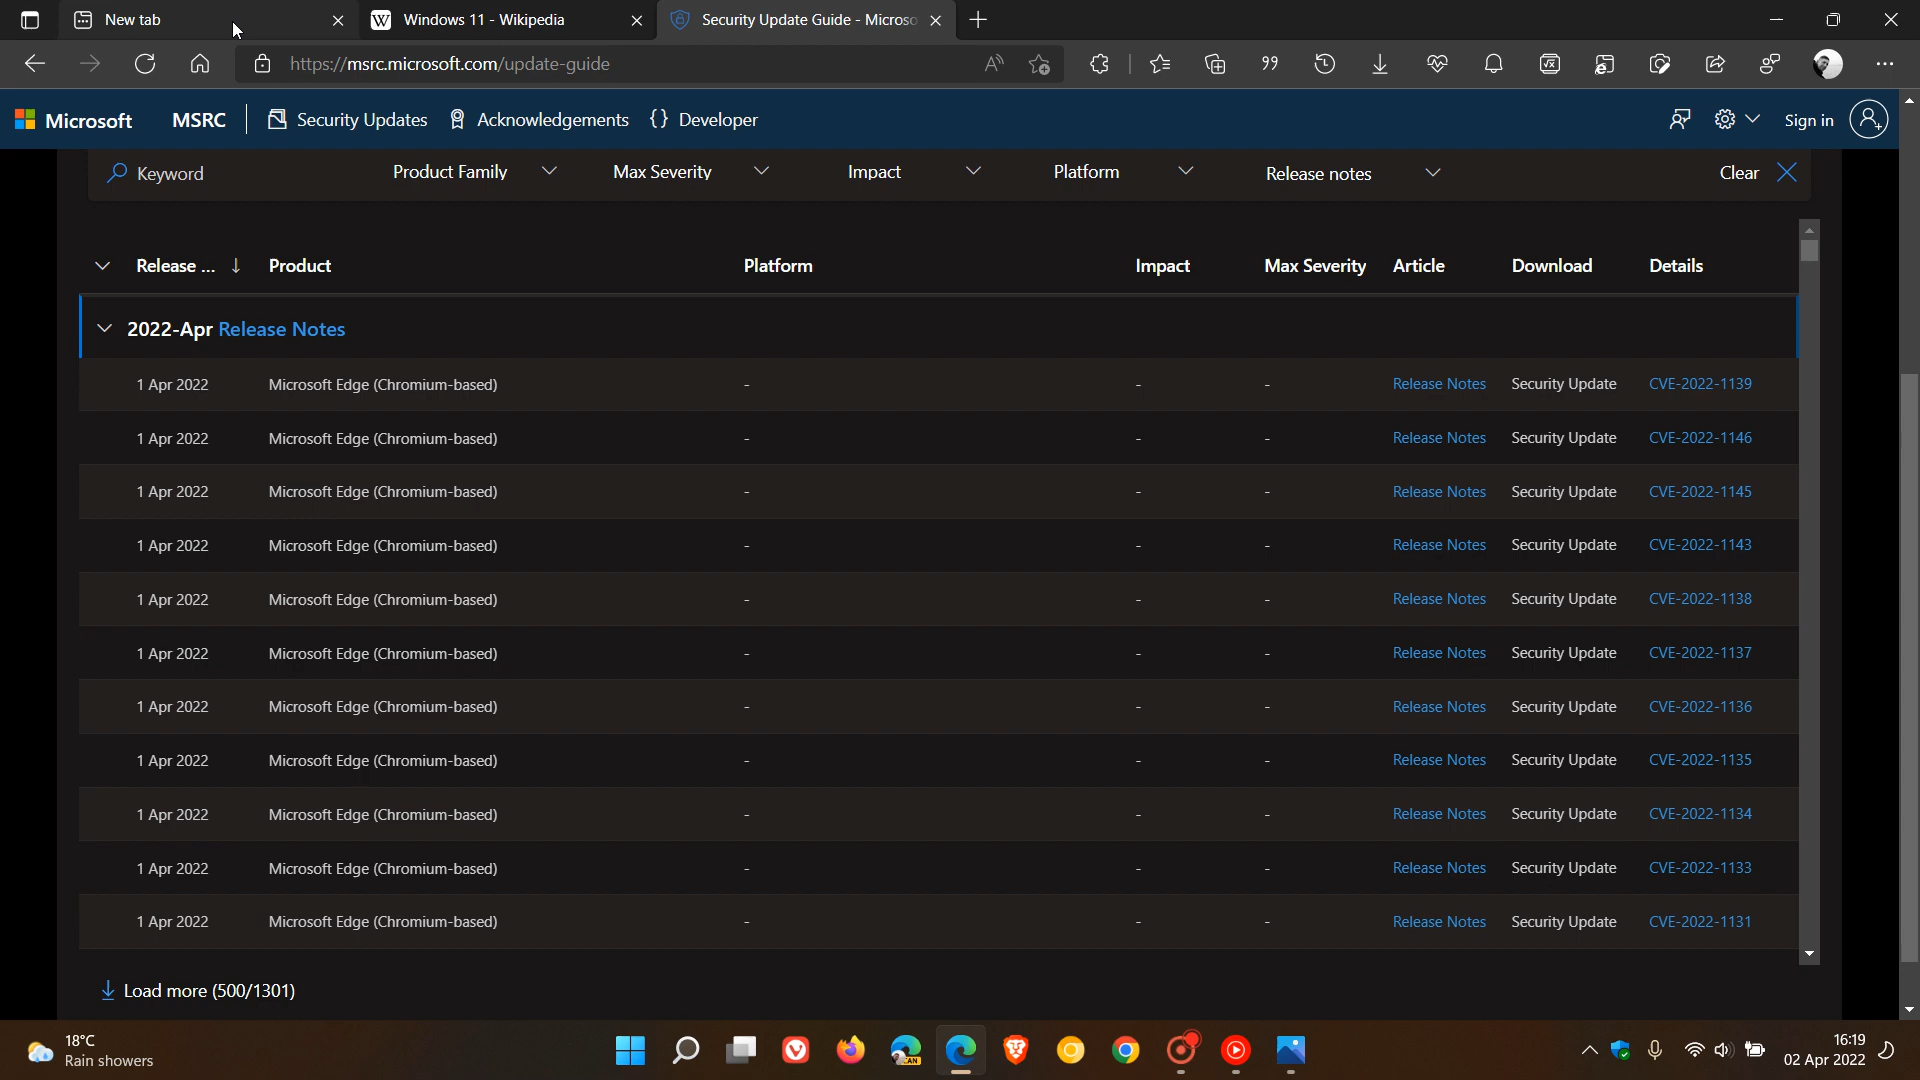 New tab
Windows 11 - Wikipedia
Security Update Guide - Microso
https://msrc.microsoft.com/update-guide
Microsoft MSRC Security Updates Acknowledgements {} Developer Sign in
Keyword Product Family Max Severity Impact Platform Release notes Clear
Release ... ↓ Product Platform Impact Max Severity Article Download Details
2022-Apr Release Notes
1 Apr 2022 Microsoft Edge (Chromium-based) - - - Release Notes Security Update CVE-2022-1139
1 Apr 2022 Microsoft Edge (Chromium-based) - - - Release Notes Security Update CVE-2022-1146
1 Apr 2022 Microsoft Edge (Chromium-based) - - - Release Notes Security Update CVE-2022-1145
1 Apr 2022 Microsoft Edge (Chromium-based) - - - Release Notes Security Update CVE-2022-1143
1 Apr 2022 Microsoft Edge (Chromium-based) - - - Release Notes Security Update CVE-2022-1138
1 Apr 2022 Microsoft Edge (Chromium-based) - - - Release Notes Security Update CVE-2022-1137
1 Apr 2022 Microsoft Edge (Chromium-based) - - - Release Notes Security Update CVE-2022-1136
1 Apr 2022 Microsoft Edge (Chromium-based) - - - Release Notes Security Update CVE-2022-1135
1 Apr 2022 Microsoft Edge (Chromium-based) - - - Release Notes Security Update CVE-2022-1134
1 Apr 2022 Microsoft Edge (Chromium-based) - - - Release Notes Security Update CVE-2022-1133
1 Apr 2022 Microsoft Edge (Chromium-based) - - - Release Notes Security Update CVE-2022-1131
Load more (500/1301)
18°C
Rain showers
CAN
16:19
02 Apr 2022